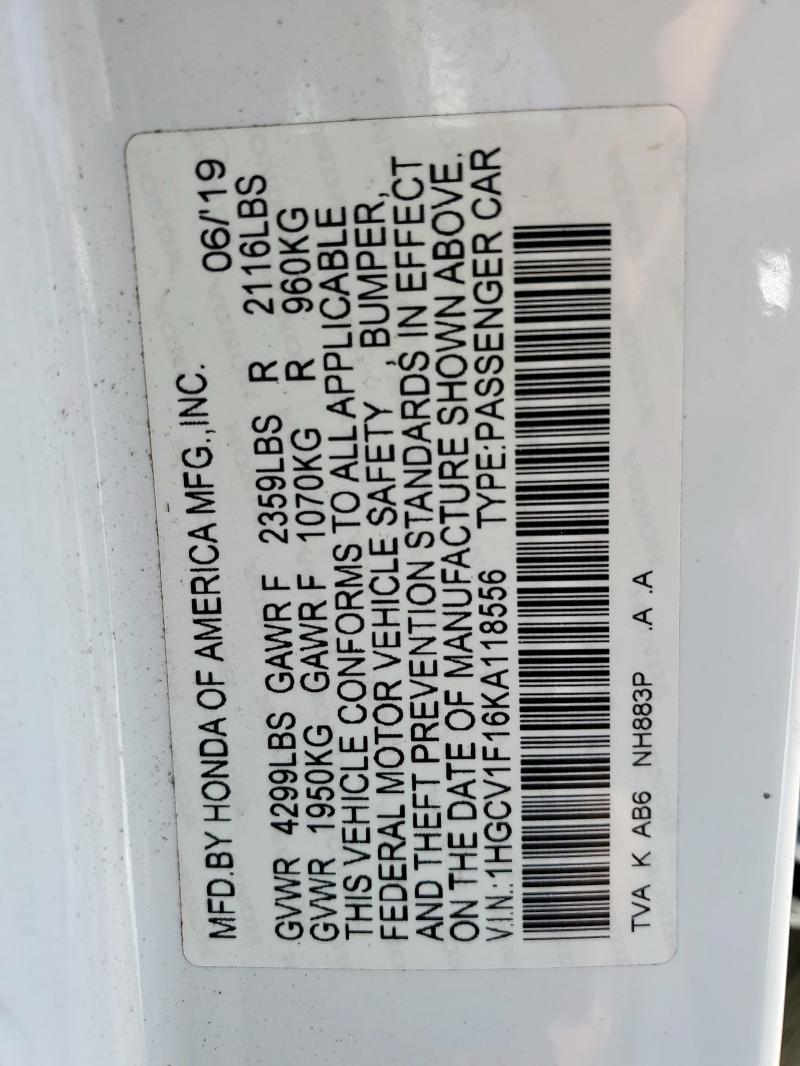 MFD.BY HONDA OF AMERICA MFG.,INC. 06/'19
GVWR 4299LBS GAWR F 2359LBS R 2116LBS
GVWR 1950KG GAWR F 1070KG R 960KG
THIS VEHICLE CONFORMS TO ALL APPLICABLE
FEDERAL MOTOR VEHICLE SAFETY , BUMPER,
AND THEFT PREVENTION STANDARDS IN EFFECT
ON THE DATE OF MANUFACTURE SHOWN ABOVE.
V.I.N.:1HGCV1F16KA118556 TYPE:PASSENGER CAR
TVA K AB6 NH883P .A .A